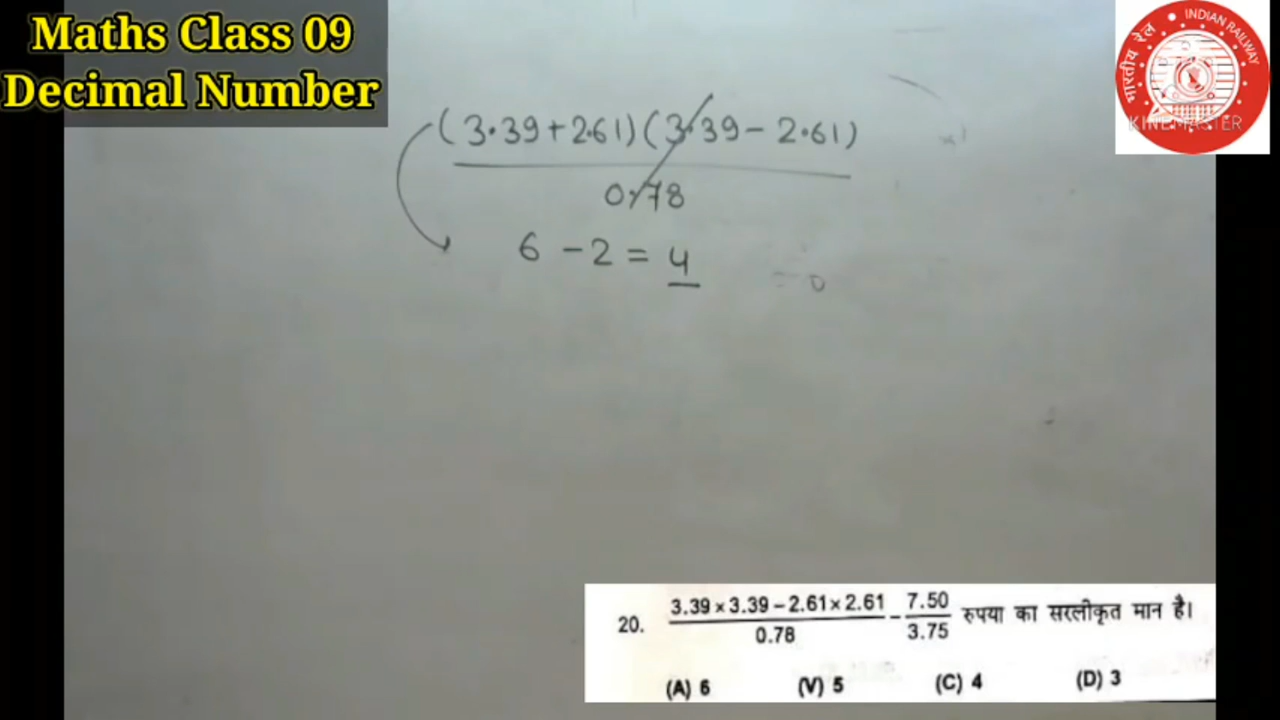 Maths Class 09
Decimal Number
भारतीय रेल INDIAN RAILWAY
KINEMASTER
(3.39+2.61)(3.39-2.61)
0.78
6 - 2 = 4
= 0
20. 3.39 × 3.39 – 2.61 × 2.61 / 0.78 – 7.50 / 3.75 रुपया का सरलीकृत मान है।
(A) 6 (V) 5 (C) 4 (D) 3